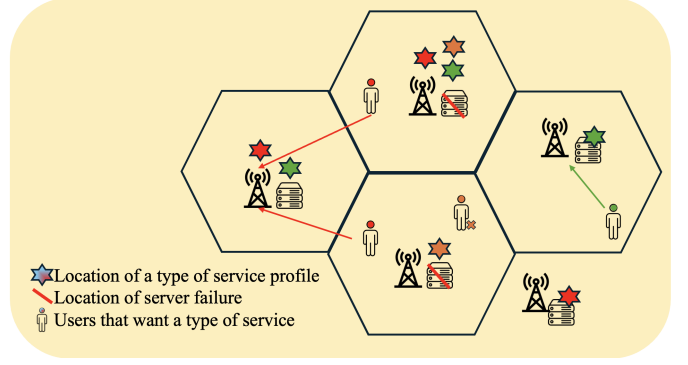 Location of a type of service profile
Location of server failure
Users that want a type of service